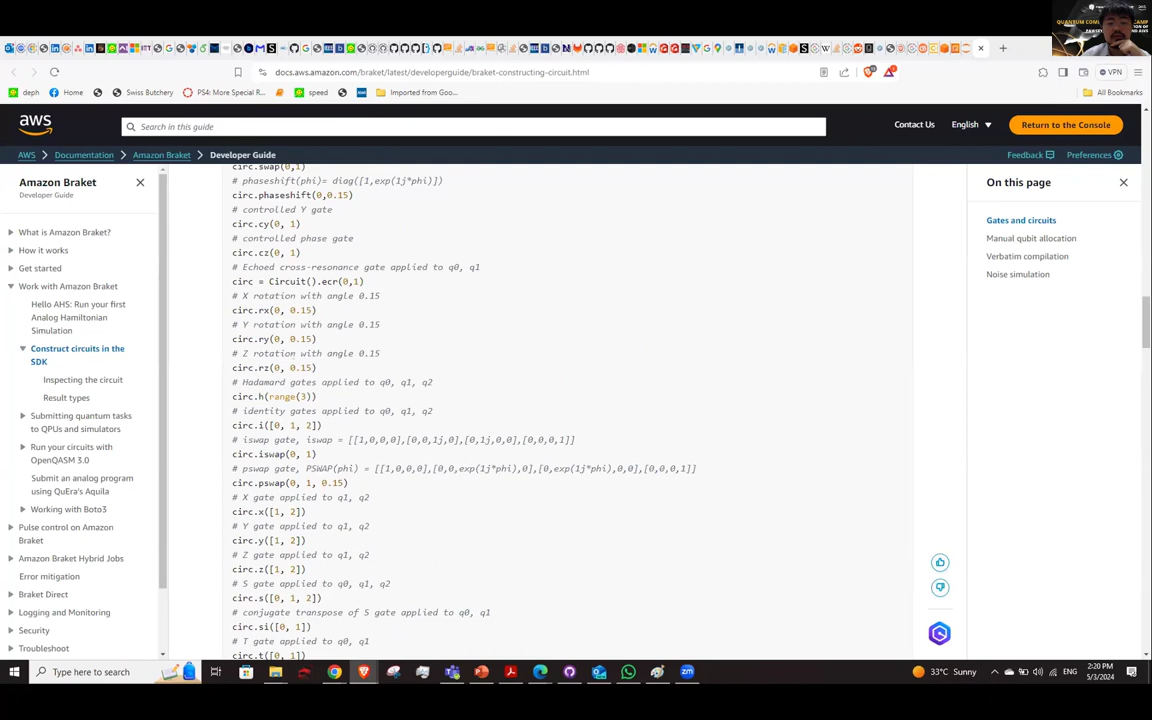 QUANTUM COM
CAMP
docs.aws.amazon.com/braket/latest/developerguide/braket-constructing-circuit.html
VPN
deph
Home
Swiss Butchery
PS4: More Special R...
speed
Imported from Goo...
All Bookmarks
aws
Search in this guide
Contact Us
English
Return to the Console
AWS > Documentation > Amazon Braket > Developer Guide
Feedback
Preferences
Amazon Braket
Developer Guide
What is Amazon Braket?
How it works
Get started
Work with Amazon Braket
Hello AHS: Run your first
Analog Hamiltonian
Simulation
Construct circuits in the
SDK
Inspecting the circuit
Result types
Submitting quantum tasks
to QPUs and simulators
Run your circuits with
OpenQASM 3.0
Submit an analog program
using QuEra's Aquila
Working with Boto3
Pulse control on Amazon
Braket
Amazon Braket Hybrid Jobs
Error mitigation
Braket Direct
Logging and Monitoring
Security
Troubleshoot
circ.swap(0,1)
# phaseshift(phi)= diag([1,exp(1j*phi)])
circ.phaseshift(0,0.15)
# controlled Y gate
circ.cy(0, 1)
# controlled phase gate
circ.cz(0, 1)
# Echoed cross-resonance gate applied to q0, q1
circ = Circuit().ecr(0,1)
# X rotation with angle 0.15
circ.rx(0, 0.15)
# Y rotation with angle 0.15
circ.ry(0, 0.15)
# Z rotation with angle 0.15
circ.rz(0, 0.15)
# Hadamard gates applied to q0, q1, q2
circ.h(range(3))
# identity gates applied to q0, q1, q2
circ.i([0, 1, 2])
# iswap gate, iswap = [[1,0,0,0],[0,0,1j,0],[0,1j,0,0],[0,0,0,1]]
circ.iswap(0, 1)
# pswap gate, PSWAP(phi) = [[1,0,0,0],[0,0,exp(1j*phi),0],[0,exp(1j*phi),0,0],[0,0,0,1]]
circ.pswap(0, 1, 0.15)
# X gate applied to q1, q2
circ.x([1, 2])
# Y gate applied to q1, q2
circ.y([1, 2])
# Z gate applied to q1, q2
circ.z([1, 2])
# S gate applied to q0, q1, q2
circ.s([0, 1, 2])
# conjugate transpose of S gate applied to q0, q1
circ.si([0, 1])
# T gate applied to q0, q1
circ.t([0, 1])
On this page
Gates and circuits
Manual qubit allocation
Verbatim compilation
Noise simulation
Type here to search
33°C Sunny
ENG
2:20 PM
5/3/2024